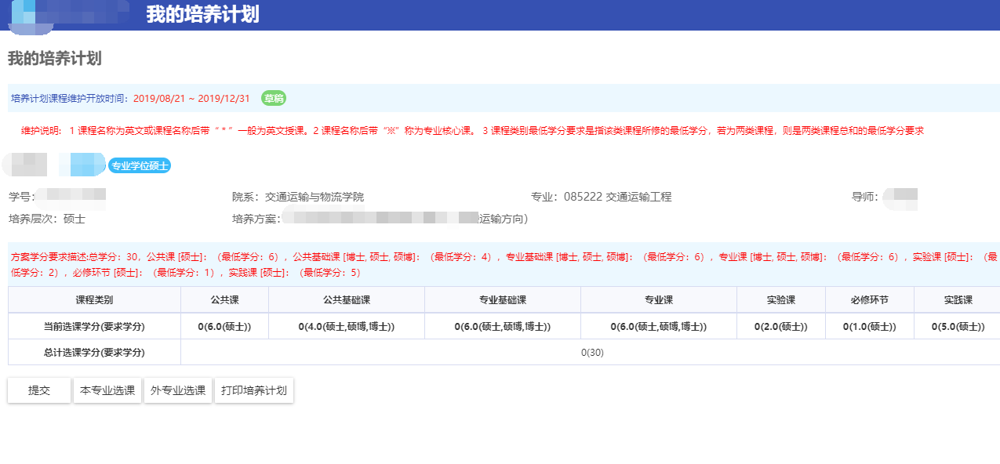 我的培养计划
我的培养计划
培养计划课程维护开放时间：2019/08/21 ~ 2019/12/31 草稿
维护说明： 1 课程名称为英文或课程名称后带“ * ”一般为英文授课。2 课程名称后带“※”称为专业核心课。 3 课程类别最低学分要求是指该类课程所修的最低学分，若为两类课程，则是两类课程总和的最低学分要求
专业学位硕士
学号： 院系：交通运输与物流学院 专业：085222 交通运输工程 导师：
培养层次：硕士 培养方案： 运输方向）
方案学分要求描述:总学分：30，公共课 [硕士]：（最低学分：6），公共基础课 [博士, 硕士, 硕博]：（最低学分：4），专业基础课 [博士, 硕士, 硕博]：（最低学分：6），专业课 [博士, 硕士, 硕博]：（最低学分：6），实验课 [硕士]：（最
低学分：2），必修环节 [硕士]：（最低学分：1），实践课 [硕士]：（最低学分：5）
课程类别 公共课 公共基础课 专业基础课 专业课 实验课 必修环节 实践课
当前选课学分(要求学分) 0(6.0(硕士)) 0(4.0(硕士,硕博,博士)) 0(6.0(硕士,硕博,博士)) 0(6.0(硕士,硕博,博士)) 0(2.0(硕士)) 0(1.0(硕士)) 0(5.0(硕士))
总计选课学分(要求学分) 0(30)
提交 本专业选课 外专业选课 打印培养计划